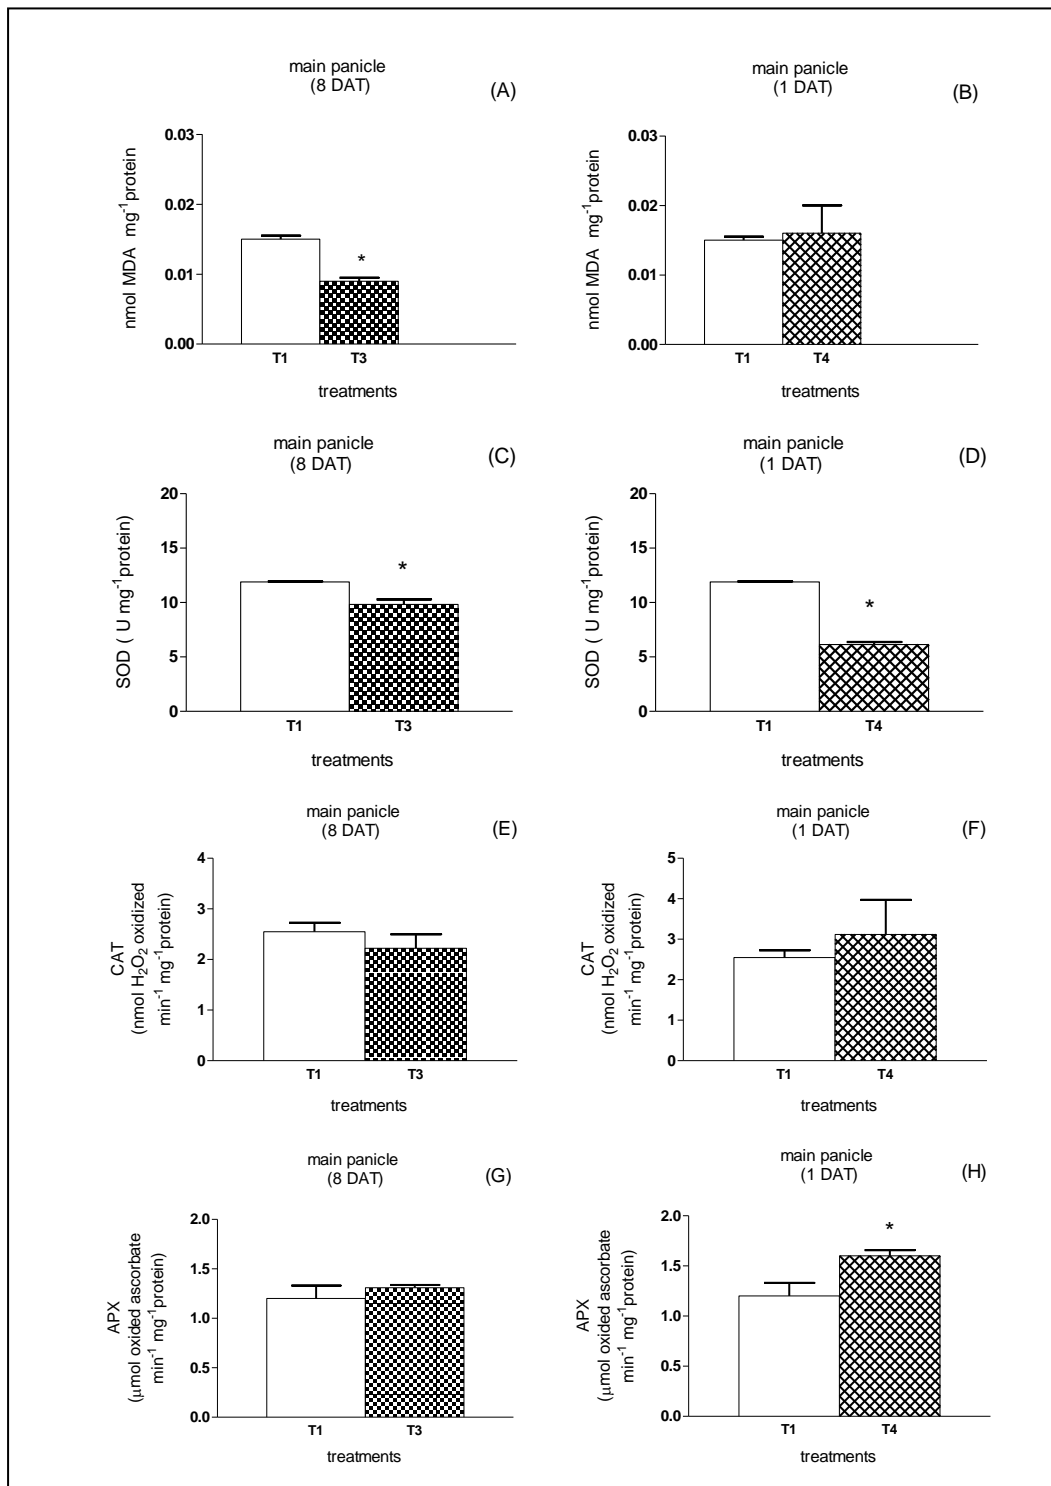 main panicle
(8 DAT)
(A)
nmol MDA mg⁻¹protein
0.03
0.02
0.01
0.00
*
T1 T3
treatments
main panicle
(1 DAT)
(B)
nmol MDA mg⁻¹protein
0.03
0.02
0.01
0.00
T1 T4
treatments
main panicle
(8 DAT)
(C)
SOD ( U mg⁻¹protein)
20
15
10
5
0
*
T1 T3
treatments
main panicle
(1 DAT)
(D)
SOD ( U mg⁻¹protein)
20
15
10
5
0
*
T1 T4
treatments
main panicle
(8 DAT)
(E)
CAT
(nmol H₂O₂ oxidized
min⁻¹ mg⁻¹protein)
4
3
2
1
0
T1 T3
treatments
main panicle
(1 DAT)
(F)
CAT
(nmol H₂O₂ oxidized
min⁻¹ mg⁻¹protein)
5
4
3
2
1
0
T1 T4
treatments
main panicle
(8 DAT)
(G)
APX
(μmol oxided ascorbate
min⁻¹ mg⁻¹protein)
2.0
1.5
1.0
0.5
0.0
T1 T3
treatments
main panicle
(1 DAT)
(H)
APX
(μmol oxided ascorbate
min⁻¹ mg⁻¹protein)
2.0
1.5
1.0
0.5
0.0
*
T1 T4
treatments